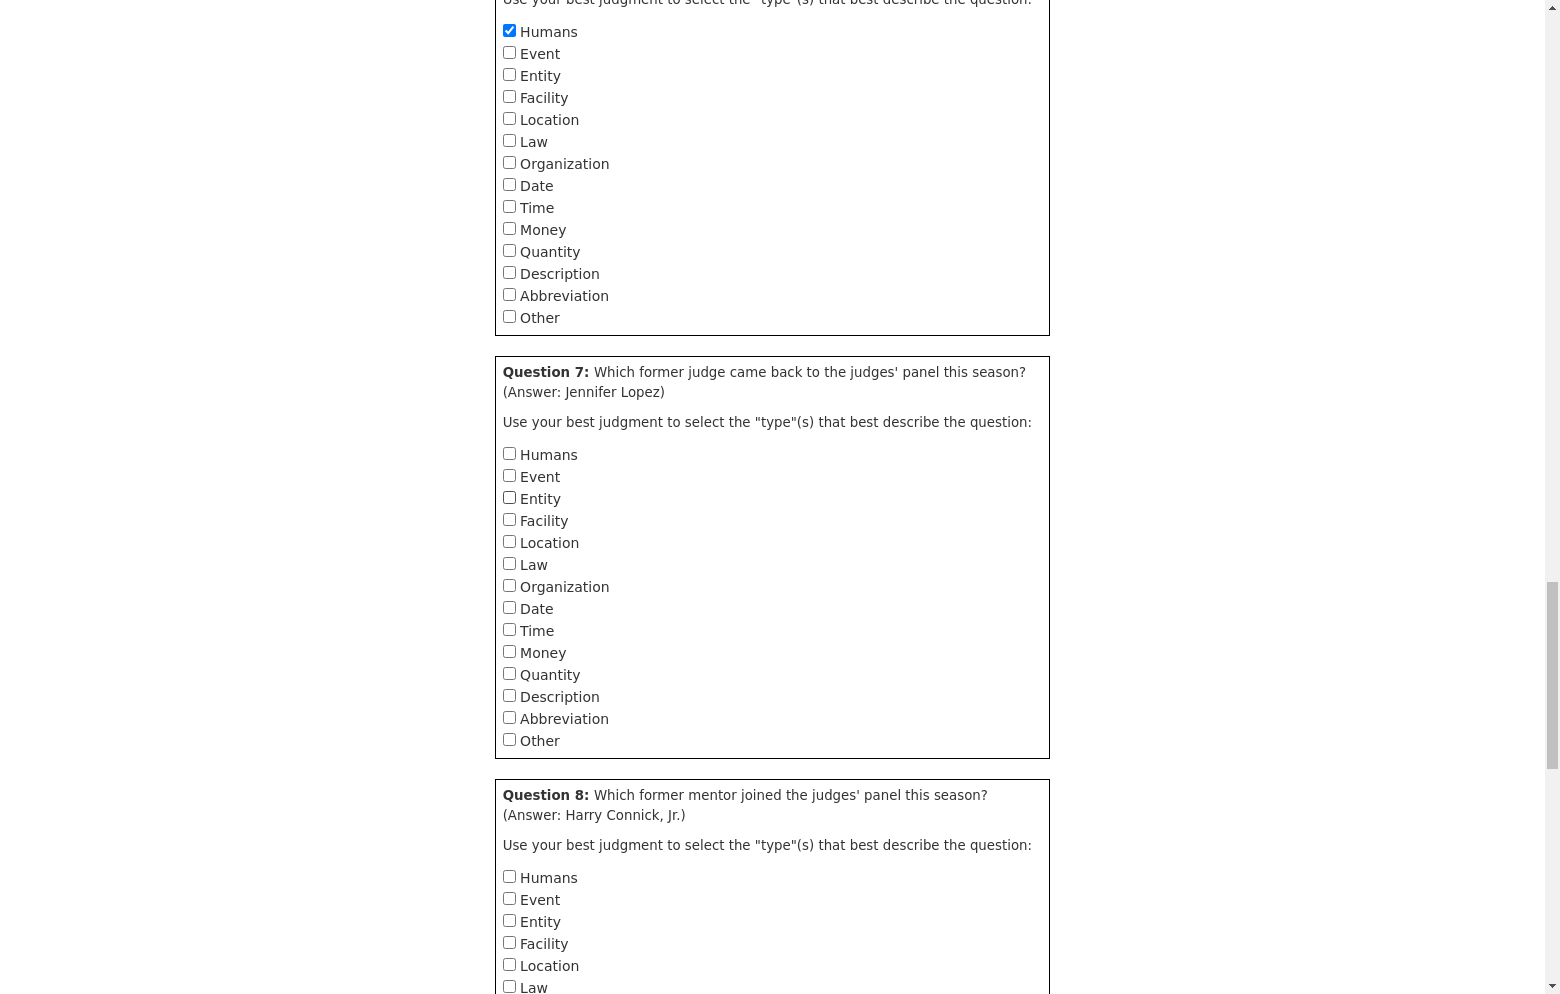 Use your best judgment to select the "type"(s) that best describe the question:
Humans
Event
Entity
Facility
Location
Law
Organization
Date
Time
Money
Quantity
Description
Abbreviation
Other
Question 7: Which former judge came back to the judges' panel this season?
(Answer: Jennifer Lopez)
Use your best judgment to select the "type"(s) that best describe the question:
Humans
Event
Entity
Facility
Location
Law
Organization
Date
Time
Money
Quantity
Description
Abbreviation
Other
Question 8: Which former mentor joined the judges' panel this season?
(Answer: Harry Connick, Jr.)
Use your best judgment to select the "type"(s) that best describe the question:
Humans
Event
Entity
Facility
Location
Law